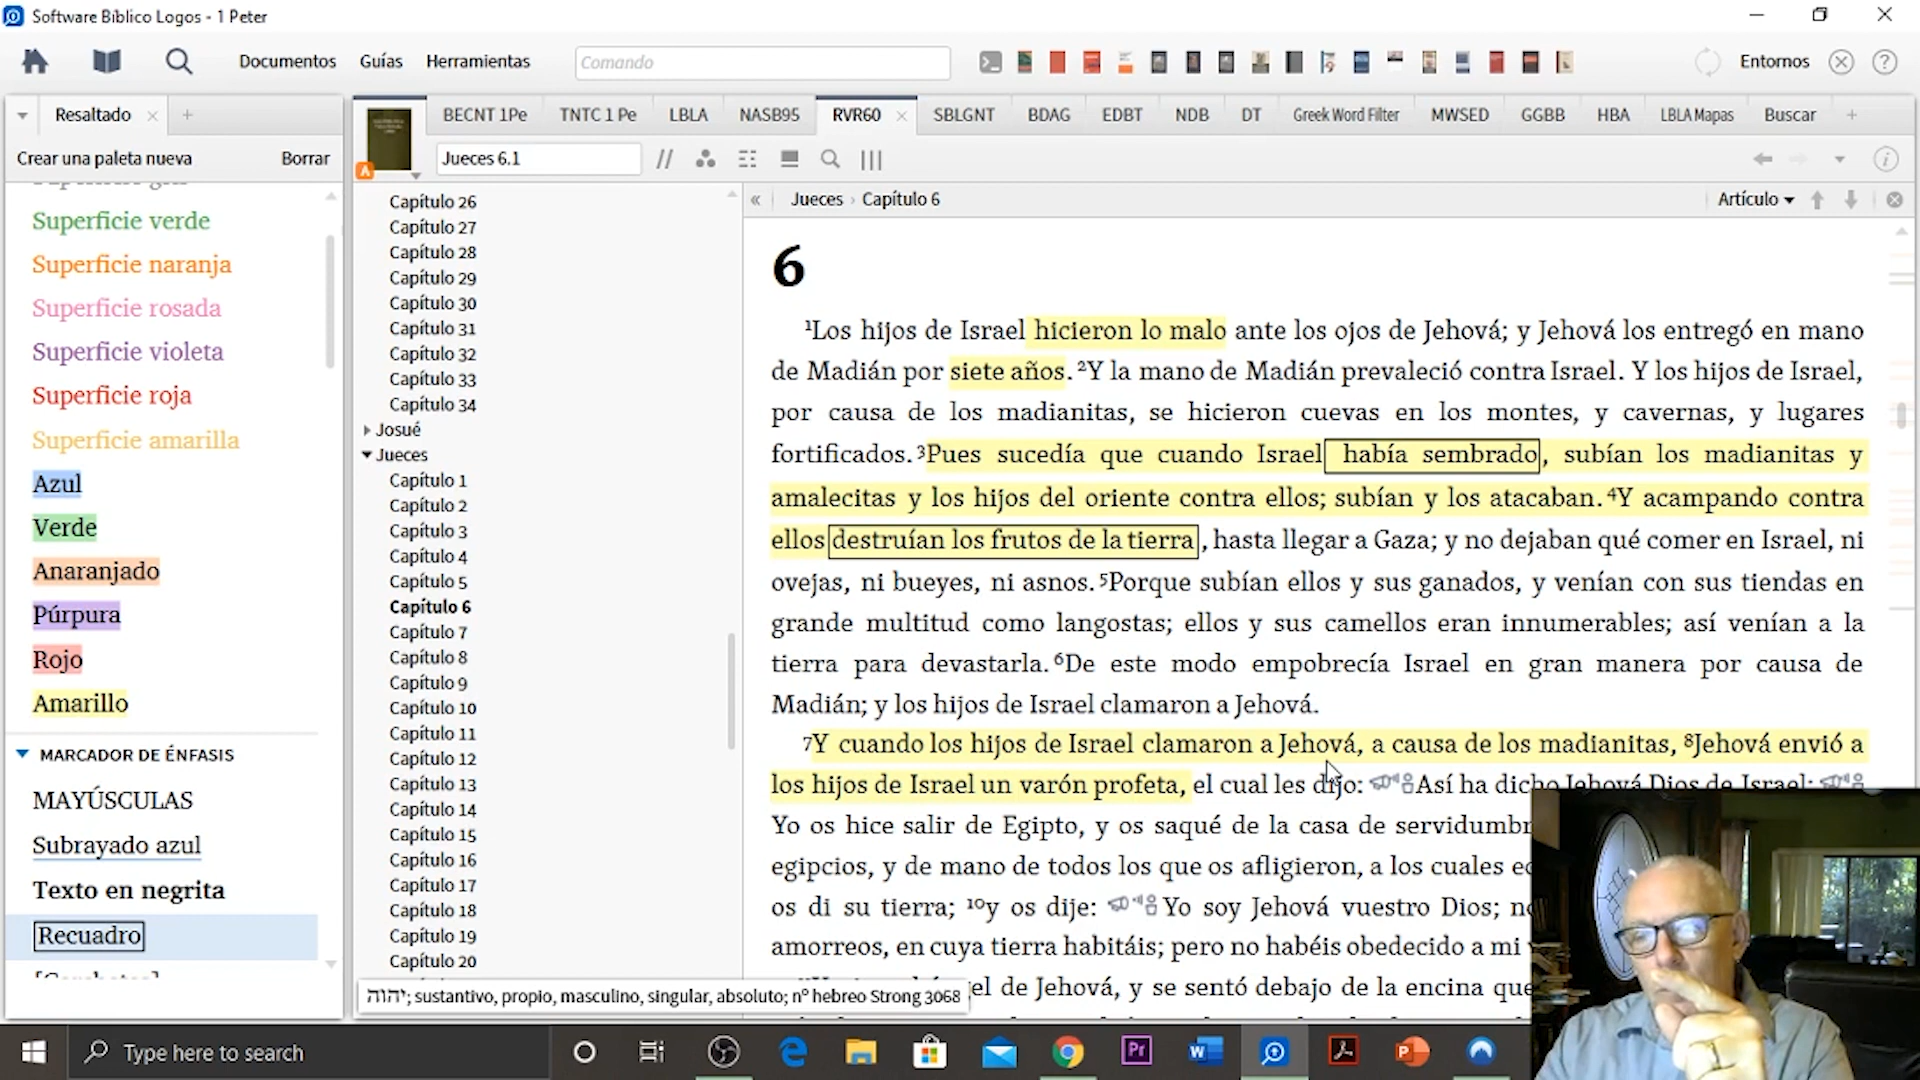 Software Bíblico Logos - 1 Peter
Documentos Guías Herramientas Comando Entornos
Resaltado
BECNT 1Pe TNTC 1 Pe LBLA NASB95 RVR60 SBLGNT BDAG EDBT NDB DT Greek Word Filter MWSED GGBB HBA LBLA Mapas Buscar
Crear una paleta nueva Borrar
Jueces 6.1
Superficie verde
Superficie naranja
Superficie rosada
Superficie violeta
Superficie roja
Superficie amarilla
Azul
Verde
Anaranjado
Púrpura
Rojo
Amarillo
MARCADOR DE ÉNFASIS
MAYÚSCULAS
Subrayado azul
Texto en negrita
Recuadro
Capítulo 26
Capítulo 27
Capítulo 28
Capítulo 29
Capítulo 30
Capítulo 31
Capítulo 32
Capítulo 33
Capítulo 34
Josué
Jueces
Capítulo 1
Capítulo 2
Capítulo 3
Capítulo 4
Capítulo 5
Capítulo 6
Capítulo 7
Capítulo 8
Capítulo 9
Capítulo 10
Capítulo 11
Capítulo 12
Capítulo 13
Capítulo 14
Capítulo 15
Capítulo 16
Capítulo 17
Capítulo 18
Capítulo 19
Capítulo 20
Jueces › Capítulo 6 Artículo
6
¹Los hijos de Israel hicieron lo malo ante los ojos de Jehová; y Jehová los entregó en mano
de Madián por siete años. ²Y la mano de Madián prevaleció contra Israel. Y los hijos de Israel,
por causa de los madianitas, se hicieron cuevas en los montes, y cavernas, y lugares
fortificados. ³Pues sucedía que cuando Israel había sembrado, subían los madianitas y
amalecitas y los hijos del oriente contra ellos; subían y los atacaban. ⁴Y acampando contra
ellos destruían los frutos de la tierra, hasta llegar a Gaza; y no dejaban qué comer en Israel, ni
ovejas, ni bueyes, ni asnos. ⁵Porque subían ellos y sus ganados, y venían con sus tiendas en
grande multitud como langostas; ellos y sus camellos eran innumerables; así venían a la
tierra para devastarla. ⁶De este modo empobrecía Israel en gran manera por causa de
Madián; y los hijos de Israel clamaron a Jehová.
⁷Y cuando los hijos de Israel clamaron a Jehová, a causa de los madianitas, ⁸Jehová envió a
los hijos de Israel un varón profeta, el cual les dijo: Así ha dicho Jehová Dios de Israel:
Yo os hice salir de Egipto, y os saqué de la casa de
egipcios, y de mano de todos los que os afligieron, a los cuales
os di su tierra; ¹⁰y os dije: Yo soy Jehová vuestro Dios;
amorreos, en cuya tierra habitáis; pero no habéis obedecido a mi
de Jehová, y se sentó debajo de la encina
יהוה; sustantivo, propio, masculino, singular, absoluto; nº hebreo Strong 3068
Type here to search